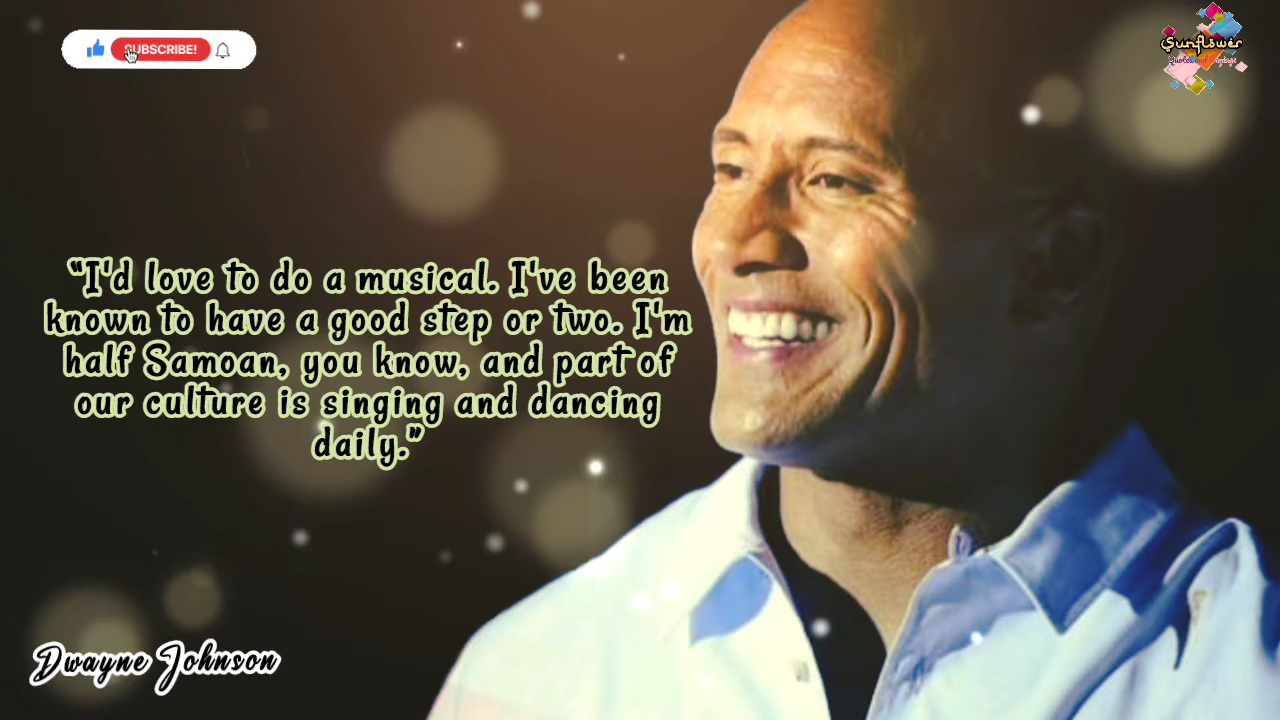 SUBSCRIBE!
Sunflower
“I'd love to do a musical. I've been
known to have a good step or two. I'm
half Samoan, you know, and part of
our culture is singing and dancing
daily.”
Dwayne Johnson